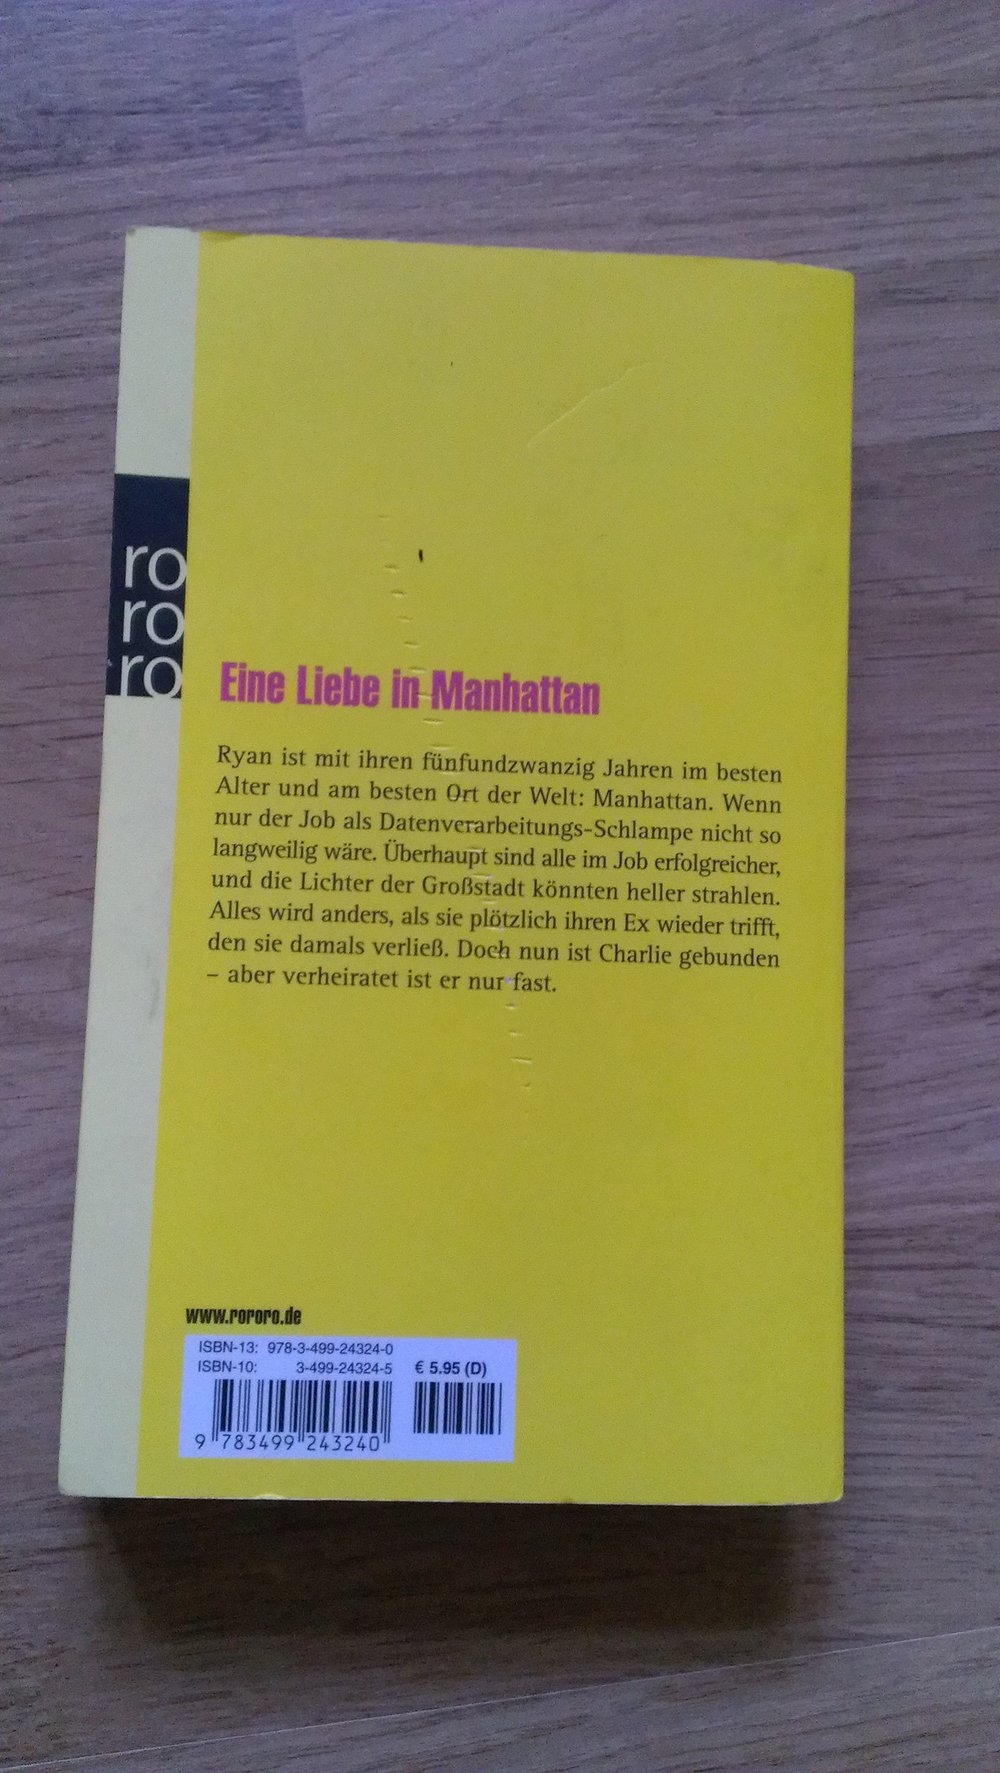 ro
ro
ro
Eine Liebe in Manhattan
Ryan ist mit ihren fünfundzwanzig Jahren im besten
Alter und am besten Ort der Welt: Manhattan. Wenn
nur der Job als Datenverarbeitungs-Schlampe nicht so
langweilig wäre. Überhaupt sind alle im Job erfolgreicher,
und die Lichter der Großstadt könnten heller strahlen.
Alles wird anders, als sie plötzlich ihren Ex wieder trifft,
den sie damals verließ. Doch nun ist Charlie gebunden
– aber verheiratet ist er nur fast.
www.rororo.de
ISBN-13: 978-3-499-24324-0
ISBN-10: 3-499-24324-5 € 5.95 (D)
9 783499 243240